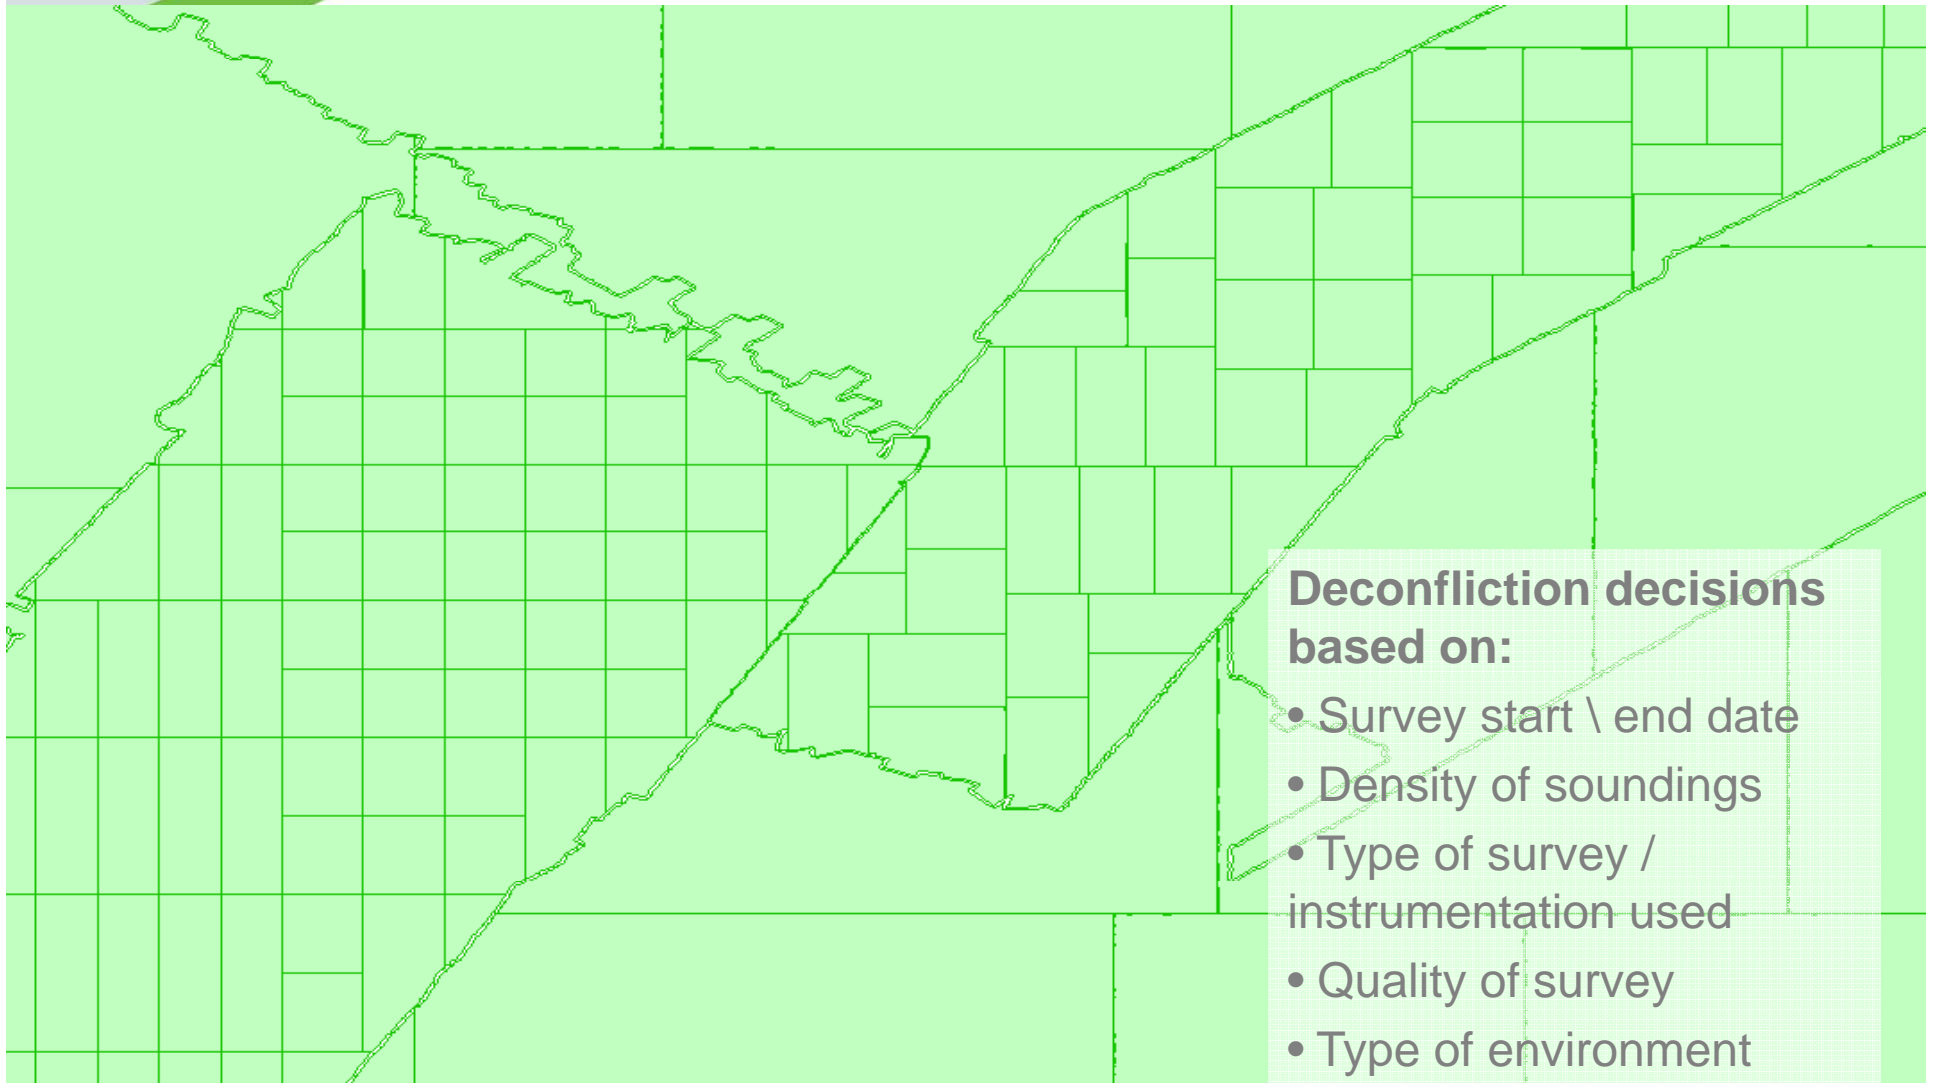 Deconfliction decisions
based on:
• Survey start \ end date
• Density of soundings
• Type of survey /
instrumentation used
• Quality of survey
• Type of environment